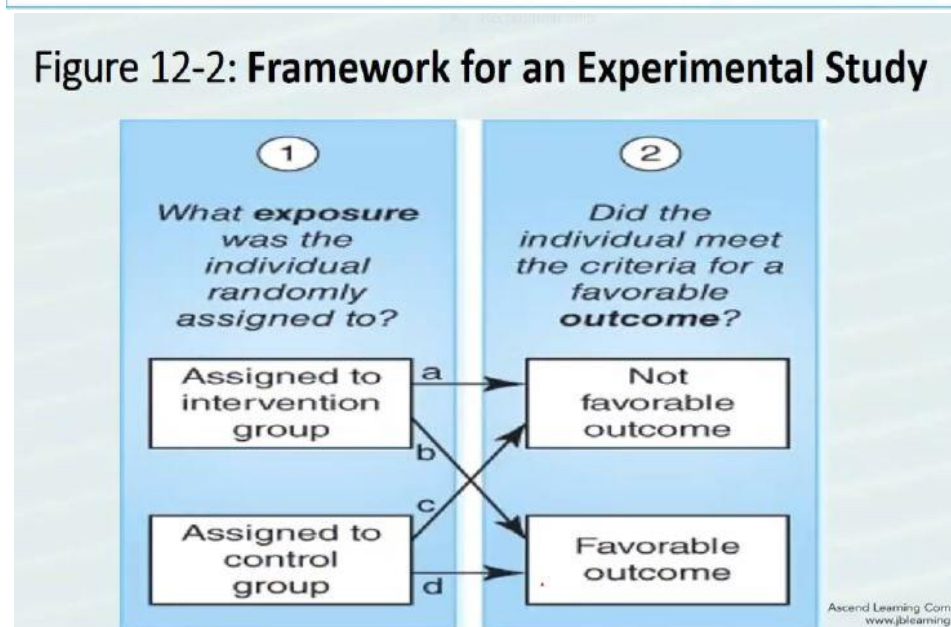 Figure 12-2: Framework for an Experimental Study
1
What exposure
was the
individual
randomly
assigned to?
2
Did the
individual meet
the criteria for a
favorable
outcome?
Assigned to
intervention
group
a
b
Not
favorable
outcome
Assigned to
control
group
c
d
Favorable
outcome
Ascend Learning Com
www.jblearning